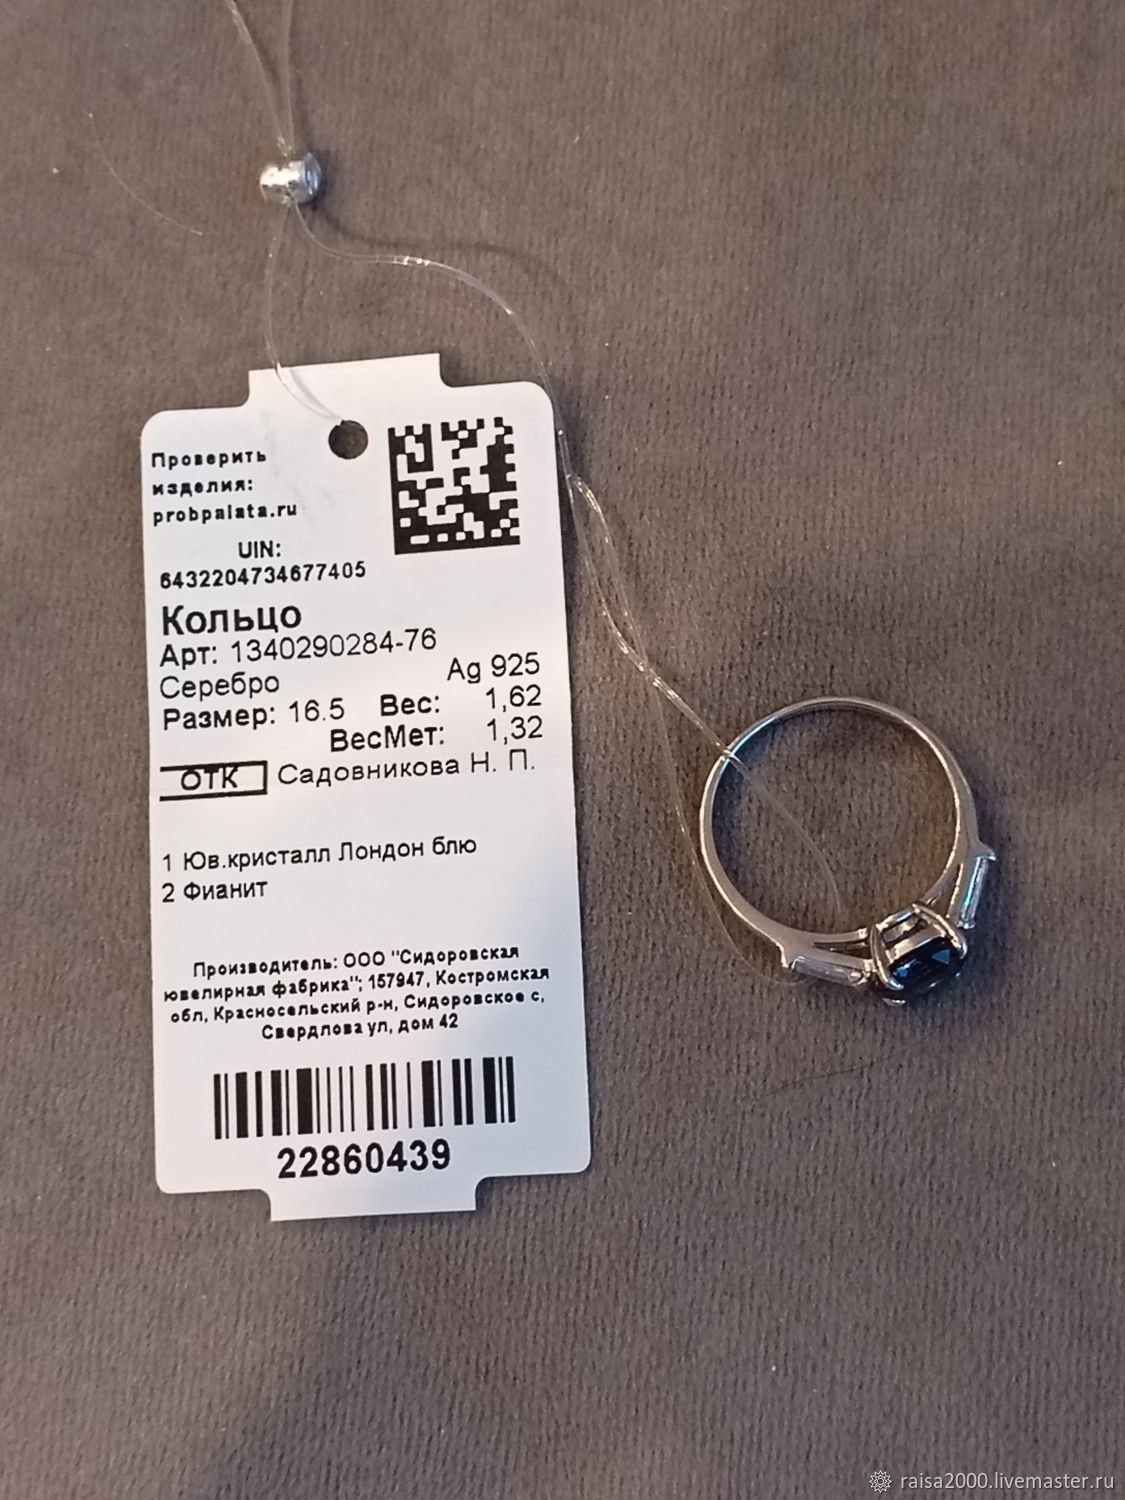 Проверить
изделия:
probpalata.ru
UIN:
6432204734677405
Кольцо
Арт: 1340290284-76
Серебро Ag 925
Размер: 16.5 Вес: 1,62
ВесМет: 1,32
ОТК Садовникова Н. П.
1 Юв.кристалл Лондон блю
2 Фианит
Производитель: ООО "Сидоровская
ювелирная фабрика"; 157947, Костромская
обл, Красносельский р-н, Сидоровское с,
Свердлова ул, дом 42
22860439
raisa2000.livemaster.ru